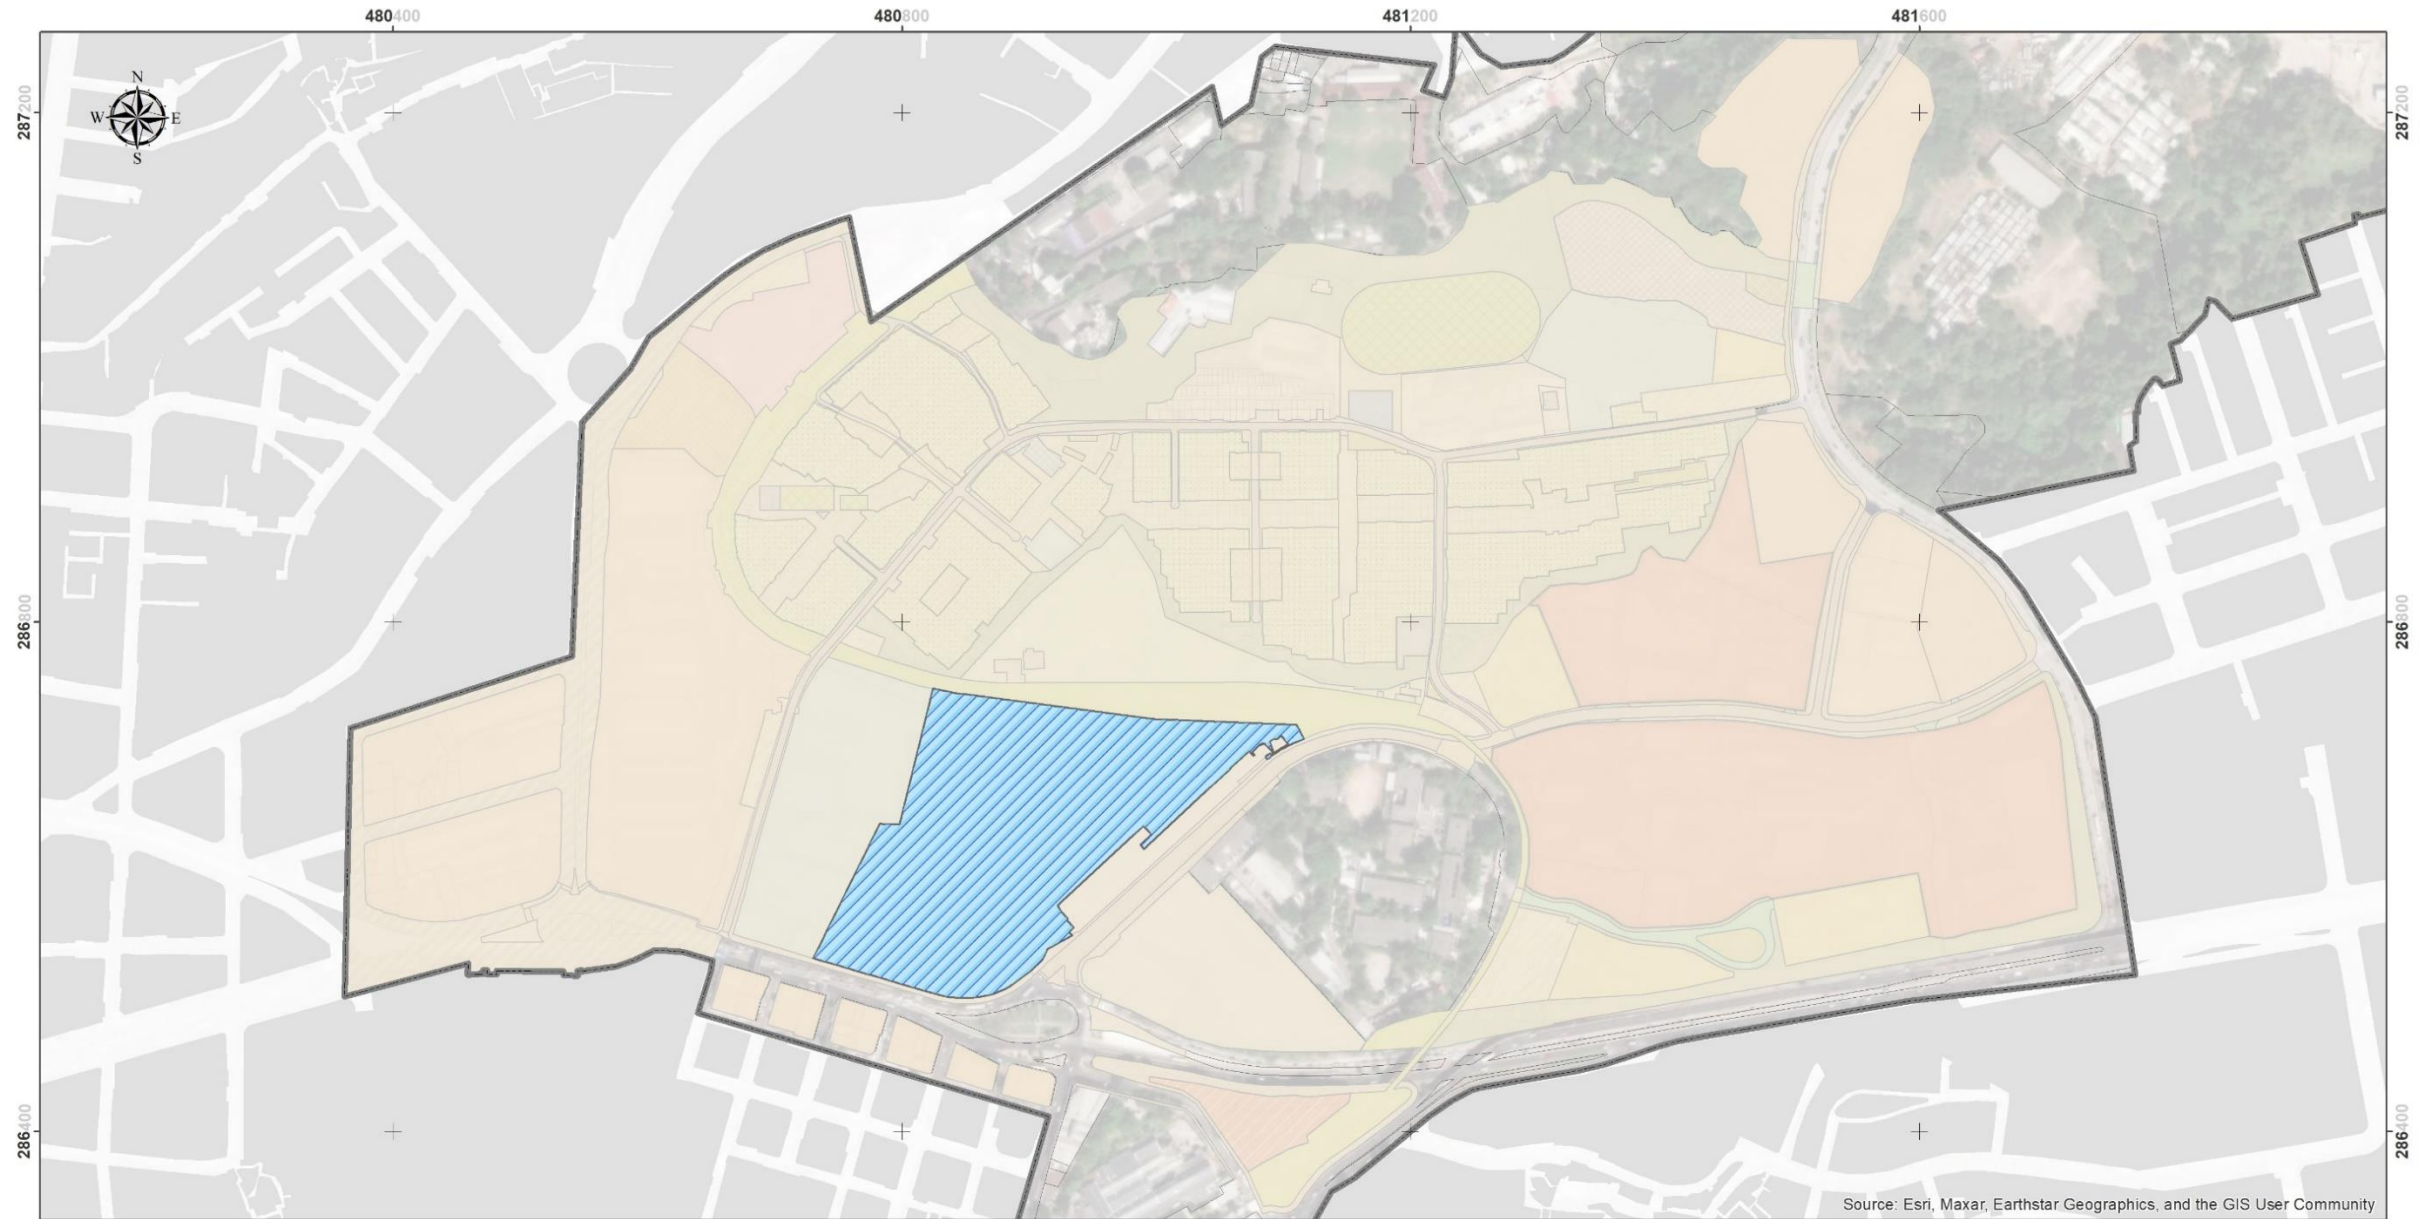 480400 480800 481200 481600
287200 287200
N
W E
S
286800 286800
286400 286400
Source: Esri, Maxar, Earthstar Geographics, and the GIS User Community